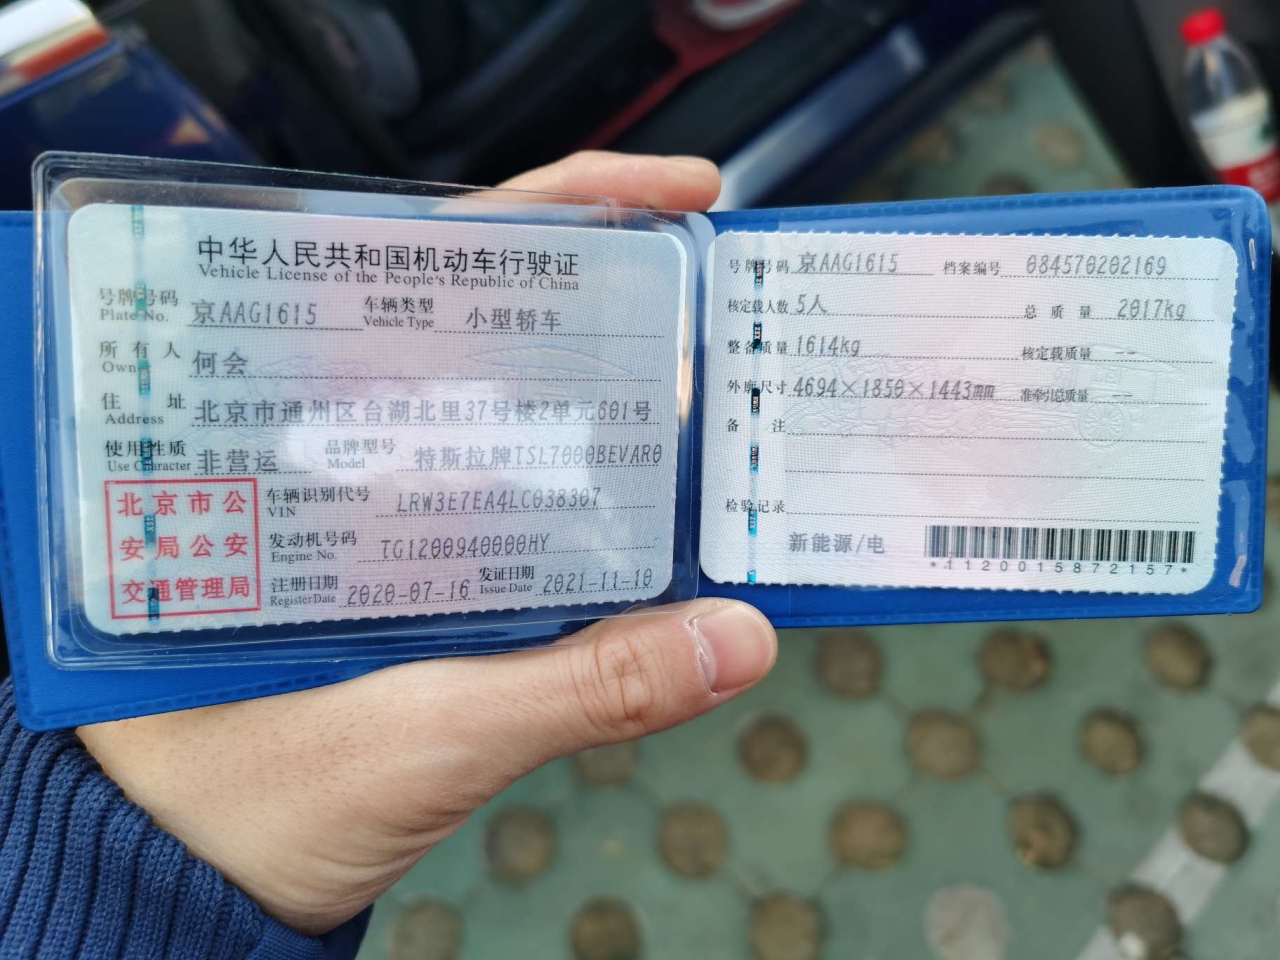 中华人民共和国机动车行驶证
Vehicle License of the People's Republic of China
号牌号码 京AAG1615 车辆类型 小型轿车
Plate No. Vehicle Type
所有人 何会
Own
住址 北京市通州区台湖北里37号楼2单元601号
Address
使用性质 非营运 品牌型号 特斯拉牌TSL7000BEVAR0
Use Character Model
北京市公
安局公安
交通管理局
车辆识别代号 LRW3E7EA4LC038307
VIN
发动机号码 TG1200940000HY
Engine No.
注册日期 2020-07-16 发证日期 2021-11-10
Register Date Issue Date
号牌号码 京AAG1615 档案编号 084570202169
核定载人数 5人 总质量 2017kg
整备质量 1614kg 核定载质量 --
外廓尺寸 4694×1850×1443mm 准牵引总质量 --
备注
检验记录
新能源/电
*1120015872157*